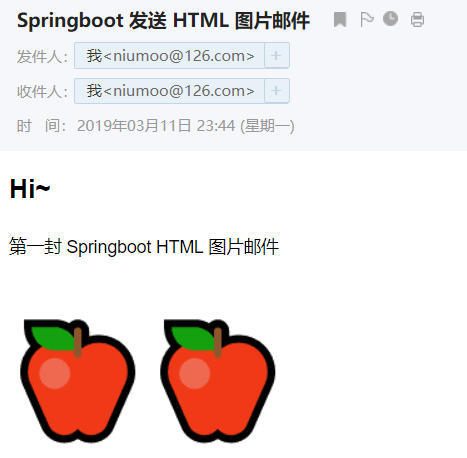 Springboot 发送 HTML 图片邮件
发件人： 我<niumoo@126.com> +
收件人： 我<niumoo@126.com> +
时 间： 2019年03月11日 23:44 (星期一)
Hi~
第一封 Springboot HTML 图片邮件